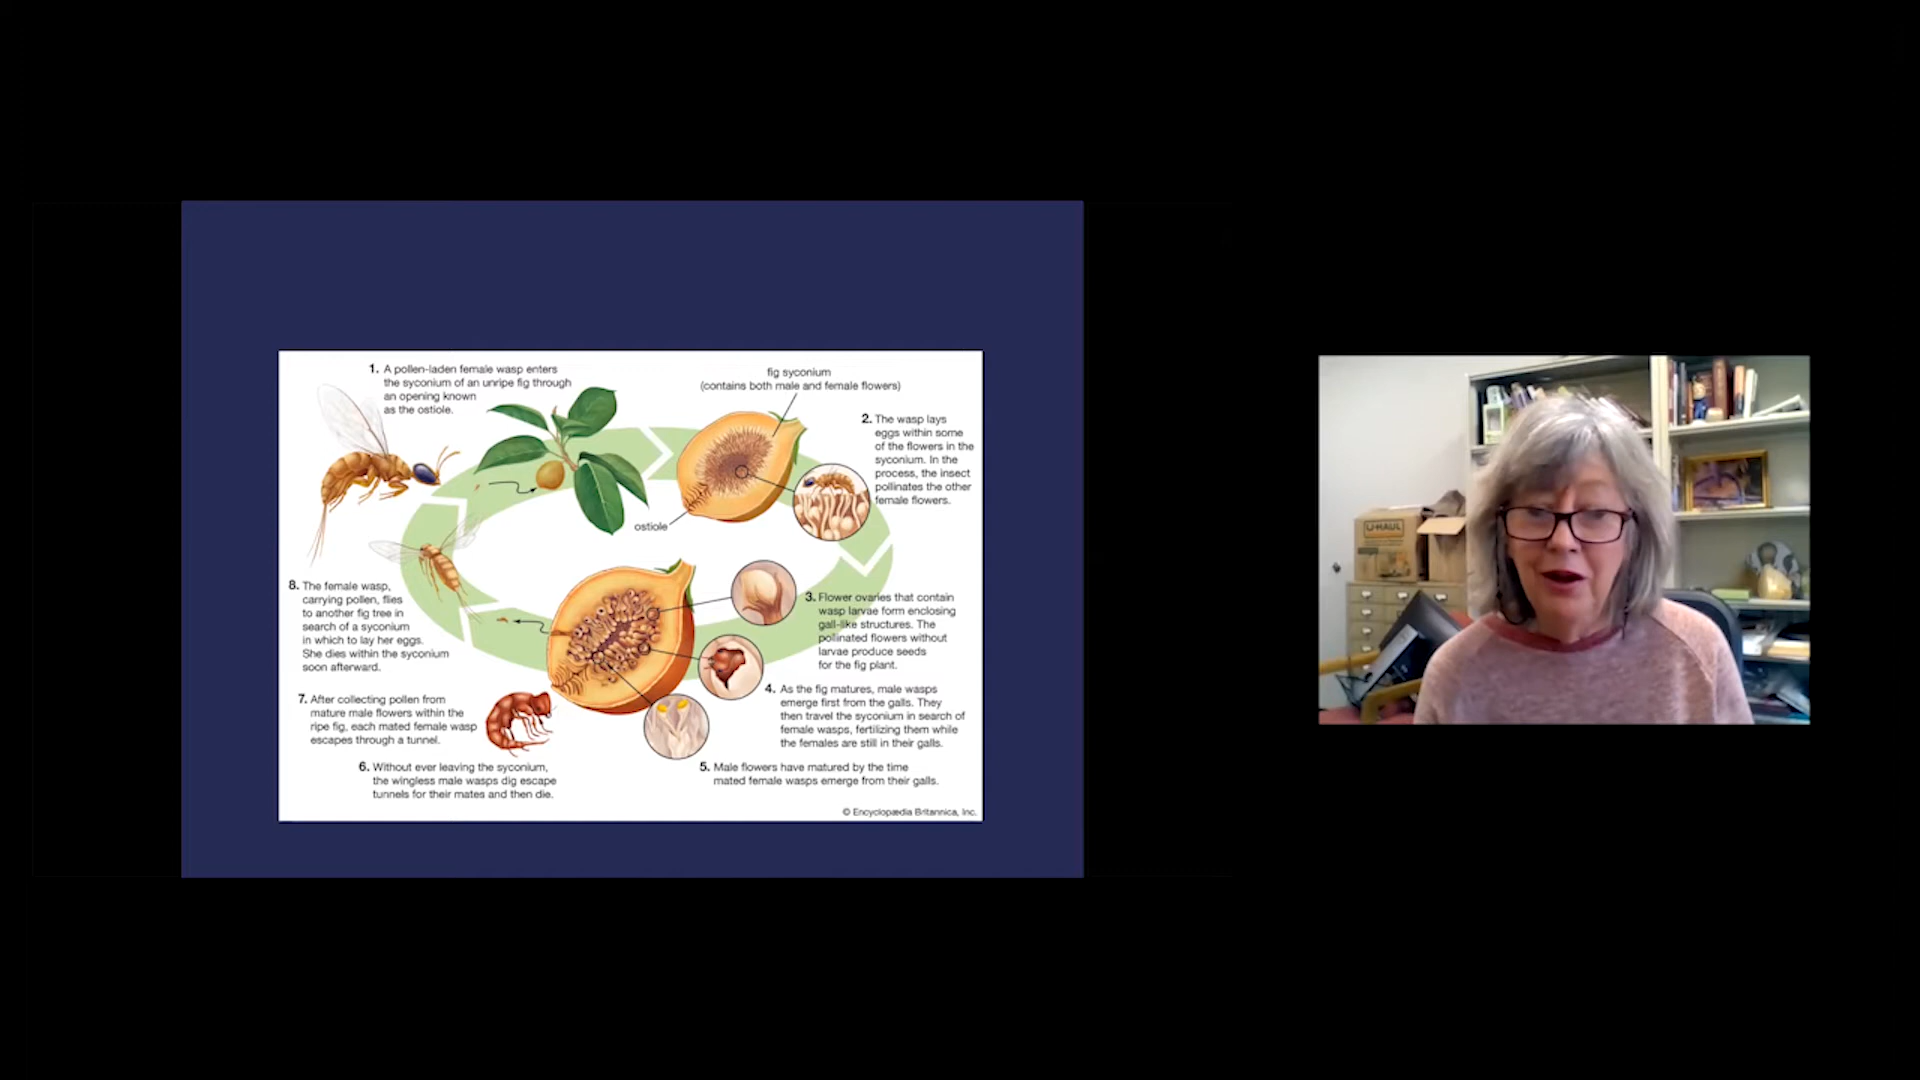 1. A pollen-laden female wasp enters
the syconium of an unripe fig through
an opening known
as the ostiole.
fig syconium
(contains both male and female flowers)
2. The wasp lays
eggs within some
of the flowers in the
syconium. In the
process, the insect
pollinates the other
female flowers.
ostiole
3. Flower ovaries that contain
wasp larvae form enclosing
gall-like structures. The
pollinated flowers without
larvae produce seeds
for the fig plant.
4. As the fig matures, male wasps
emerge first from the galls. They
then travel the syconium in search of
female wasps, fertilizing them while
the females are still in their galls.
5. Male flowers have matured by the time
mated female wasps emerge from their galls.
6. Without ever leaving the syconium,
the wingless male wasps dig escape
tunnels for their mates and then die.
7. After collecting pollen from
mature male flowers within the
ripe fig, each mated female wasp
escapes through a tunnel.
8. The female wasp,
carrying pollen, flies
to another fig tree in
search of a syconium
in which to lay her eggs.
She dies within the syconium
soon afterward.
© Encyclopædia Britannica, Inc.
U-HAUL